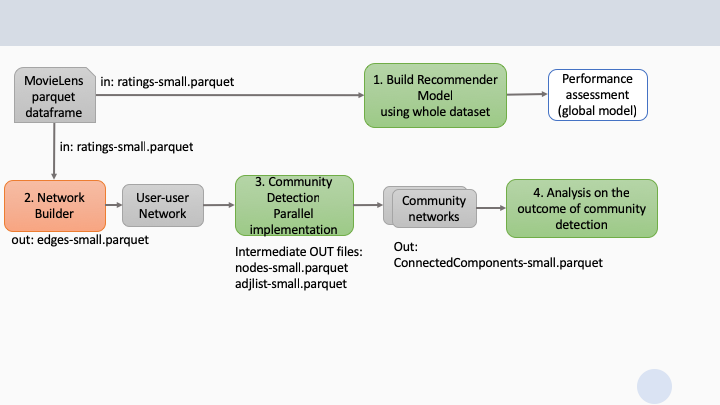 MovieLens
parquet
dataframe
in: ratings-small.parquet
1. Build Recommender
Model
using whole dataset
Performance
assessment
(global model)
in: ratings-small.parquet
2. Network
Builder
out: edges-small.parquet
User-user
Network
3. Community
Detection
Parallel
implementation
Intermediate OUT files:
nodes-small.parquet
adjlist-small.parquet
Community
networks
Out:
ConnectedComponents-small.parquet
4. Analysis on the
outcome of community
detection